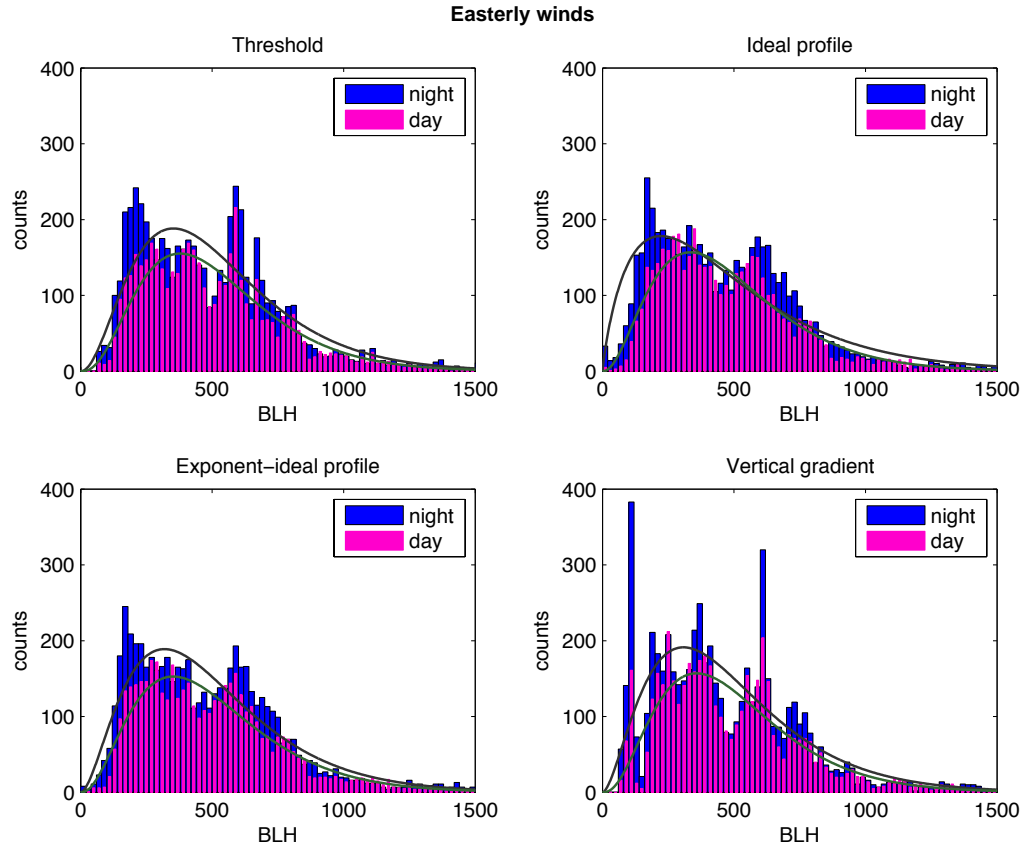 Easterly winds
Threshold
400
300
200
100
0
counts
0 500 1000 1500
BLH
night
day
Ideal profile
400
300
200
100
0
counts
0 500 1000 1500
BLH
night
day
Exponent−ideal profile
400
300
200
100
0
counts
0 500 1000 1500
BLH
night
day
Vertical gradient
400
300
200
100
0
counts
0 500 1000 1500
BLH
night
day